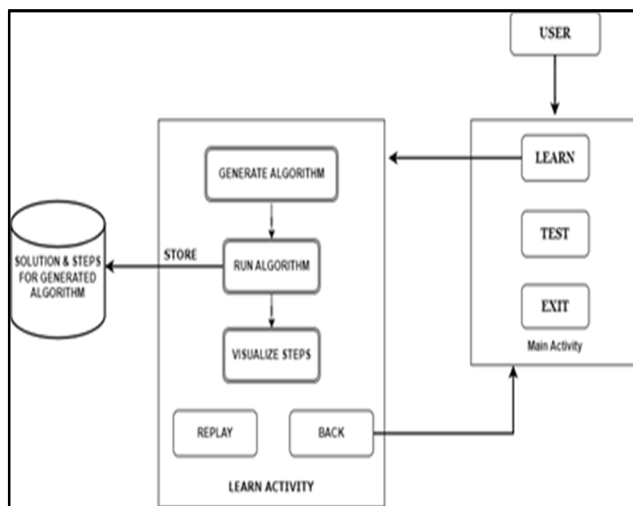 USER
LEARN
TEST
EXIT
Main Activity
GENERATE ALGORITHM
RUN ALGORITHM
VISUALIZE STEPS
REPLAY
BACK
LEARN ACTIVITY
STORE
SOLUTION & STEPS
FOR GENERATED
ALGORITHM